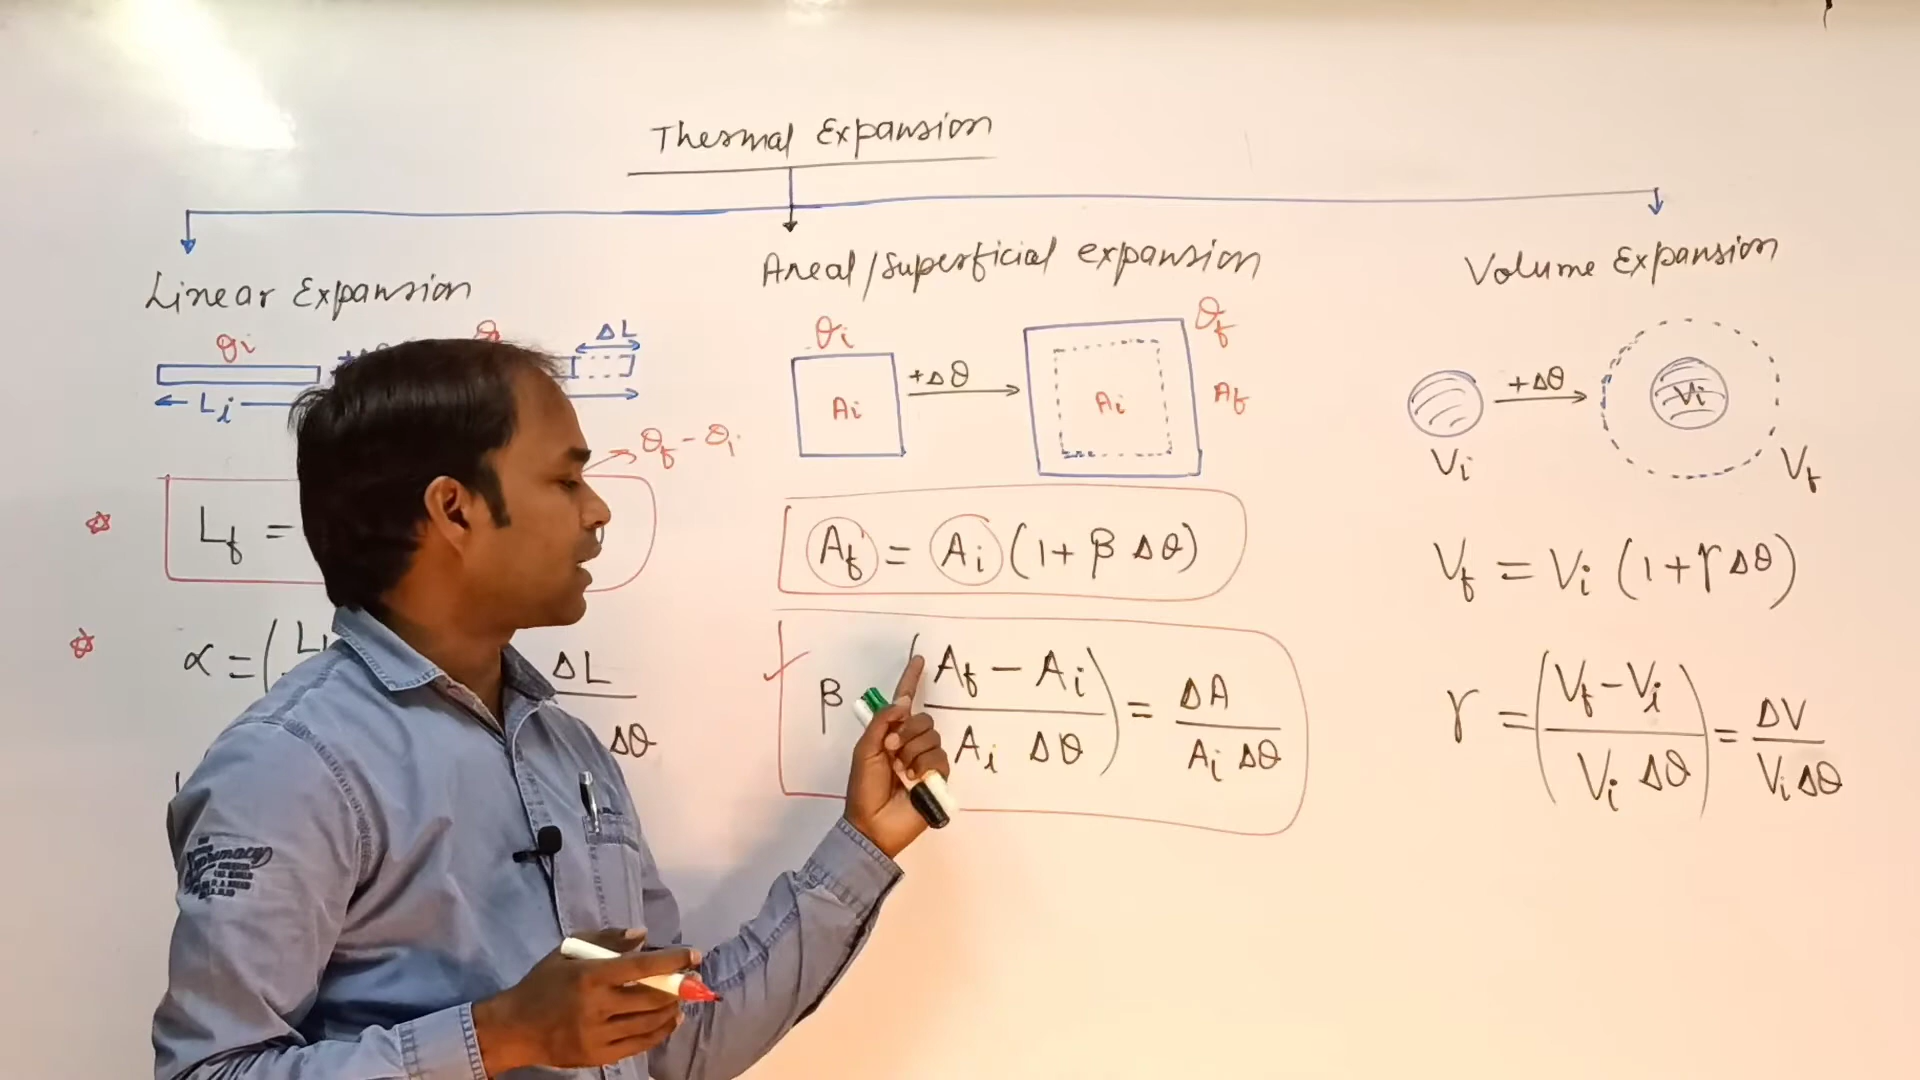 Thermal Expansion
Linear Expansion
θi
ΔL
Li
θf - θi
Lf =
α = (
ΔL
Δθ
Areal/Superficial expansion
θi
θf
+Δθ
Ai
Ai
Af
Af = Ai (1 + β Δθ)
β (Af - Ai / Ai Δθ) = ΔA / Ai Δθ
Volume Expansion
+Δθ
Vi
Vi
Vf
Vf = Vi (1 + γ Δθ)
γ = (Vf - Vi / Vi Δθ) = ΔV / Vi Δθ